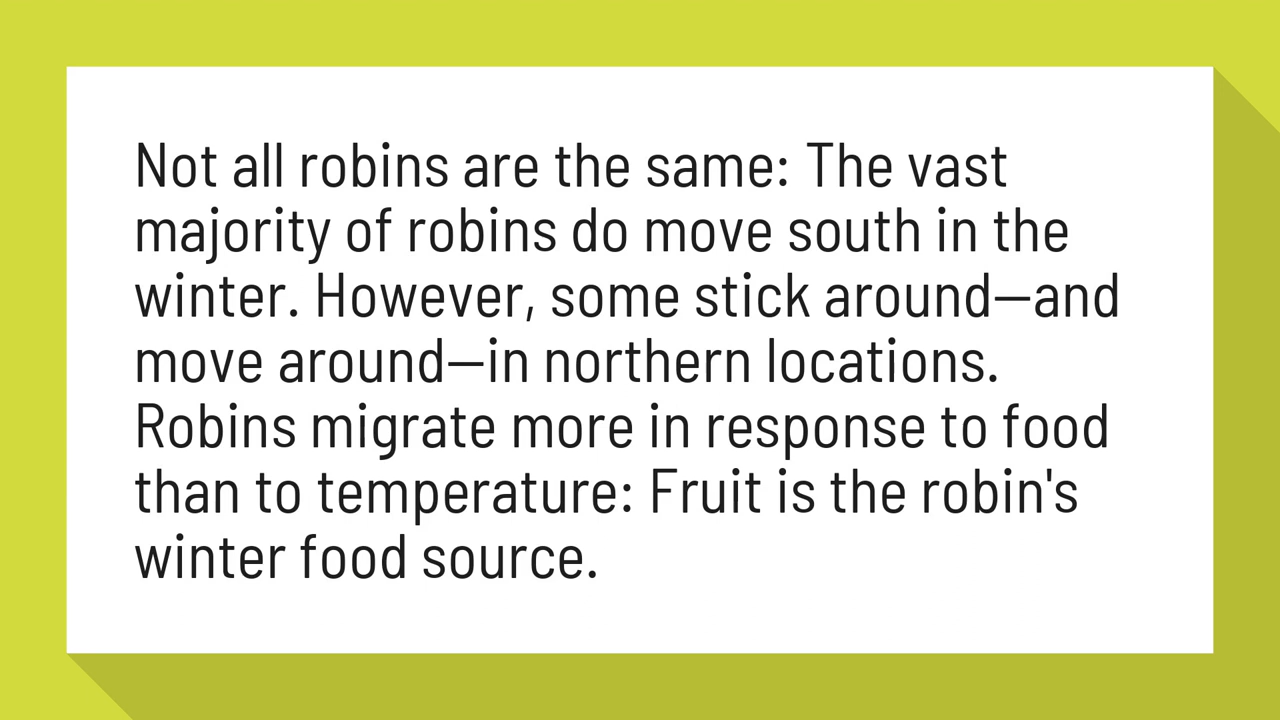 Not all robins are the same: The vast
majority of robins do move south in the
winter. However, some stick around—and
move around—in northern locations.
Robins migrate more in response to food
than to temperature: Fruit is the robin's
winter food source.